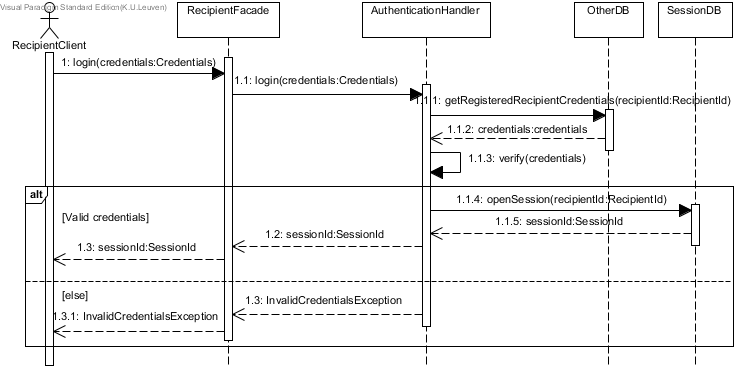 Visual Paradigm Standard Edition(K.U.Leuven)
RecipientFacade
AuthenticationHandler
OtherDB
SessionDB
RecipientClient
1: login(credentials:Credentials)
1.1: login(credentials:Credentials)
1.1.1: getRegisteredRecipientCredentials(recipientId:RecipientId)
1.1.2: credentials:credentials
1.1.3: verify(credentials)
alt
1.1.4: openSession(recipientId:RecipientId)
[Valid credentials]
1.1.5: sessionId:SessionId
1.2: sessionId:SessionId
1.3: sessionId:SessionId
[else]
1.3: InvalidCredentialsException
1.3.1: InvalidCredentialsException